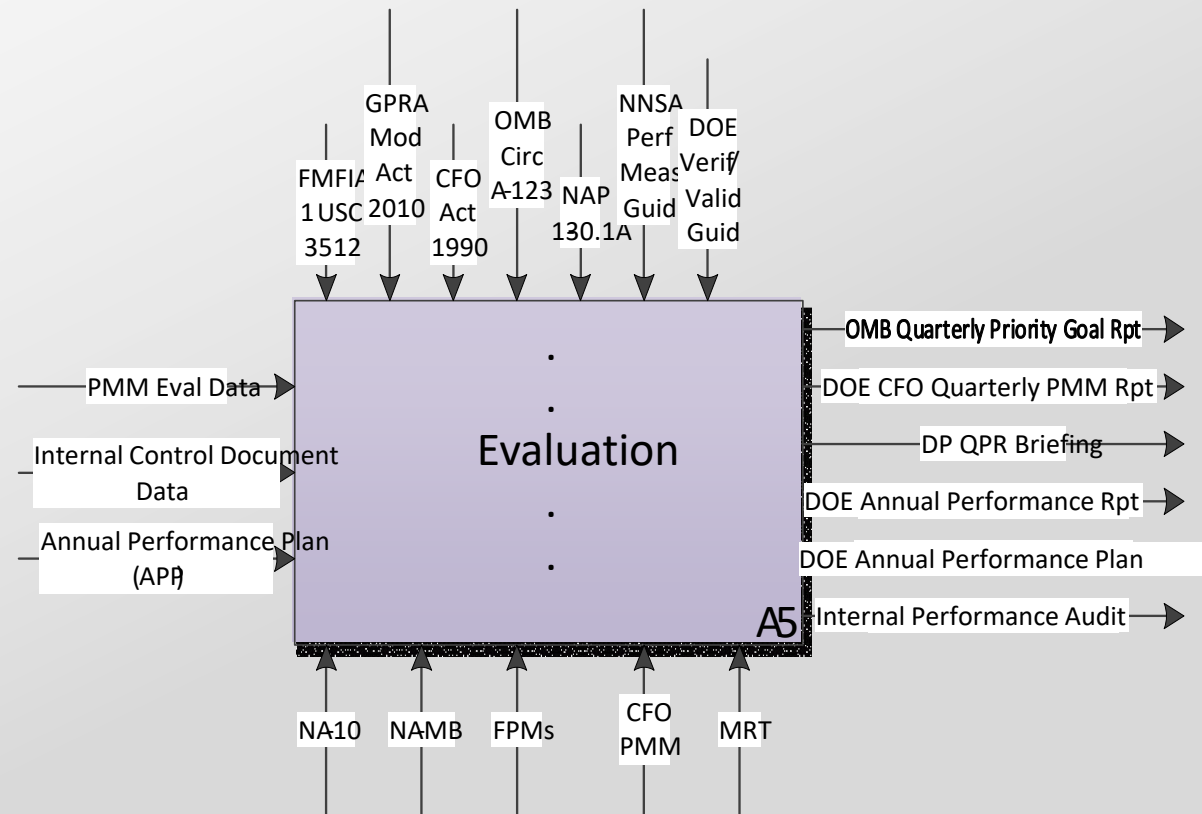 FMFIA
1USC
3512
GPRA
Mod
Act
2010
CFO
Act
1990
OMB
Circ
A-123
NAP
130.1A
NNSA
Perf
Meas
Guid
DOE
Verif/
Valid
Guid
PMM Eval Data
Internal Control Document
Data
Annual Performance Plan
(APP)
.
.
Evaluation
.
.
A5
OMB Quarterly Priority Goal Rpt
DOE CFO Quarterly PMM Rpt
DP QPR Briefing
DOE Annual Performance Rpt
DOE Annual Performance Plan
Internal Performance Audit
NA-10
NA-MB
FPMs
CFO
PMM
MRT